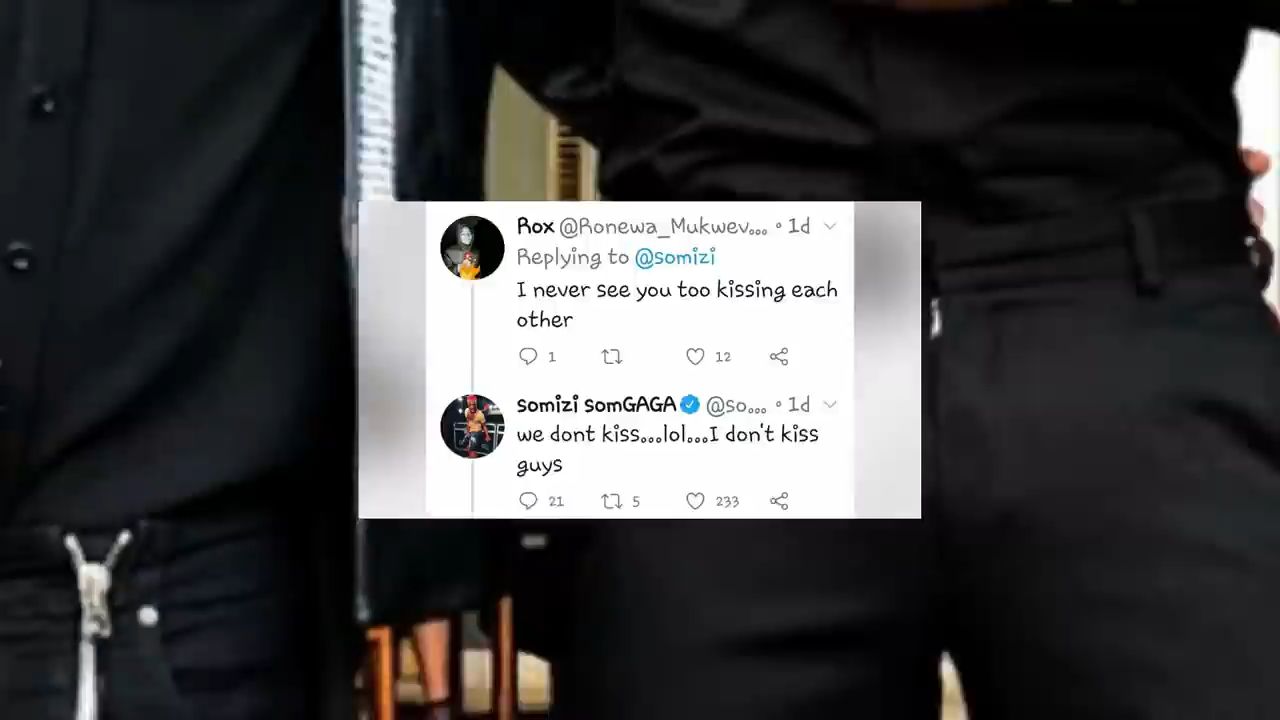 Rox @Ronewa_Mukwev... • 1d
Replying to @somizi
I never see you too kissing each
other
1 12
somizi somGAGA @so... • 1d
we dont kiss...lol...I don't kiss
guys
21 5 233